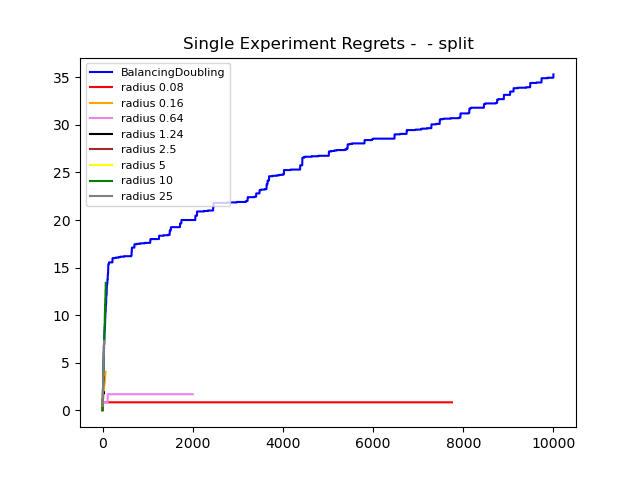 Single Experiment Regrets -  - split
BalancingDoubling
radius 0.08
radius 0.16
radius 0.64
radius 1.24
radius 2.5
radius 5
radius 10
radius 25
35
30
25
20
15
10
5
0
0 2000 4000 6000 8000 10000